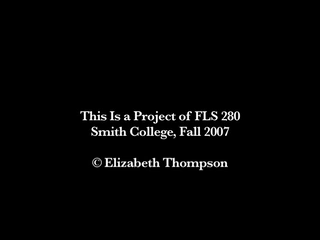 This Is a Project of FLS 280
Smith College, Fall 2007
© Elizabeth Thompson